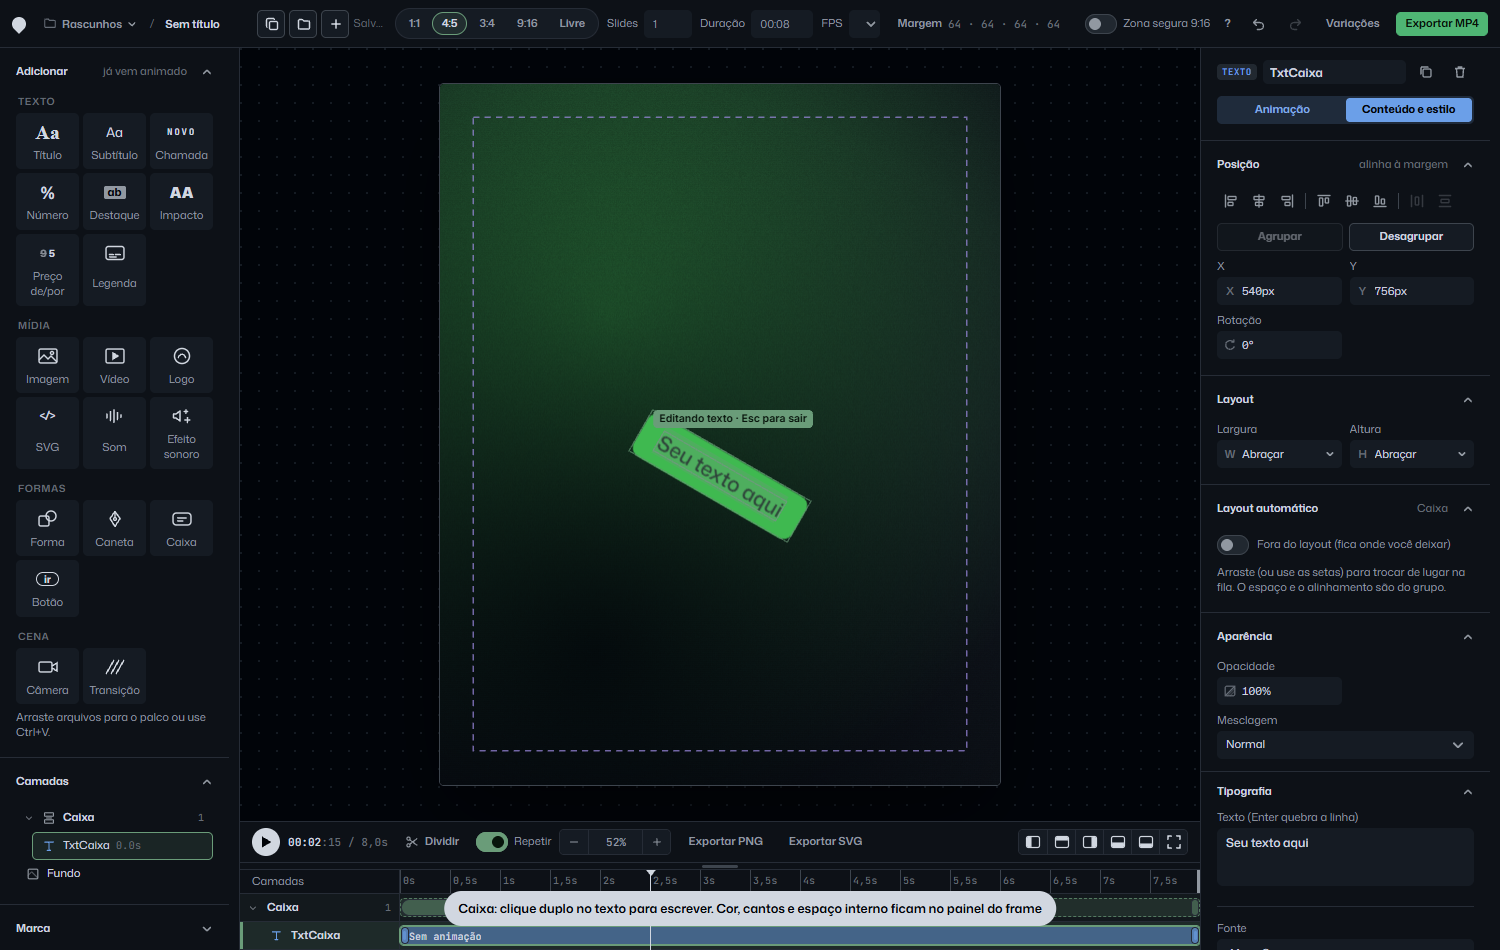 Rascunhos / Sem título
Salv...
1:1 4:5 3:4 9:16 Livre
Slides 1
Duração 00:08
FPS
Margem 64 · 64 · 64 · 64
Zona segura 9:16 ?
Variações
Exportar MP4
Adicionar já vem animado
TEXTO
Aa Aa NOVO
Título Subtítulo Chamada
% ab AA
Número Destaque Impacto
95
Preço de/por Legenda
MÍDIA
Imagem Vídeo Logo
</>
SVG Som Efeito sonoro
FORMAS
Forma Caneta Caixa
ir
Botão
CENA
Câmera Transição
Arraste arquivos para o palco ou use
Ctrl+V.
Camadas
Caixa 1
TxtCaixa 0.0s
Fundo
Marca
Editando texto · Esc para sair
Seu texto aqui
00:02:15 / 8,0s
Dividir
Repetir
− 52% +
Exportar PNG
Exportar SVG
Camadas
0s 0,5s 1s 1,5s 2s 2,5s 3s 3,5s 4s 4,5s 5s 5,5s 6s 6,5s 7s 7,5s
Caixa 1
Caixa: clique duplo no texto para escrever. Cor, cantos e espaço interno ficam no painel do frame
TxtCaixa
Sem animação
TEXTO TxtCaixa
Animação Conteúdo e estilo
Posição alinha à margem
Agrupar Desagrupar
X Y
X 540px Y 756px
Rotação
0°
Layout
Largura Altura
W Abraçar H Abraçar
Layout automático Caixa
Fora do layout (fica onde você deixar)
Arraste (ou use as setas) para trocar de lugar na
fila. O espaço e o alinhamento são do grupo.
Aparência
Opacidade
100%
Mesclagem
Normal
Tipografia
Texto (Enter quebra a linha)
Seu texto aqui
Fonte